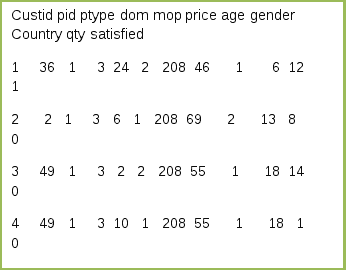 Custid pid ptype dom mop price age gender
Country qty satisfied
1 36 1 3 24 2 208 46 1 6 12
1
2 2 1 3 6 1 208 69 2 13 8
0
3 49 1 3 2 2 208 55 1 18 14
0
4 49 1 3 10 1 208 55 1 18 1
0